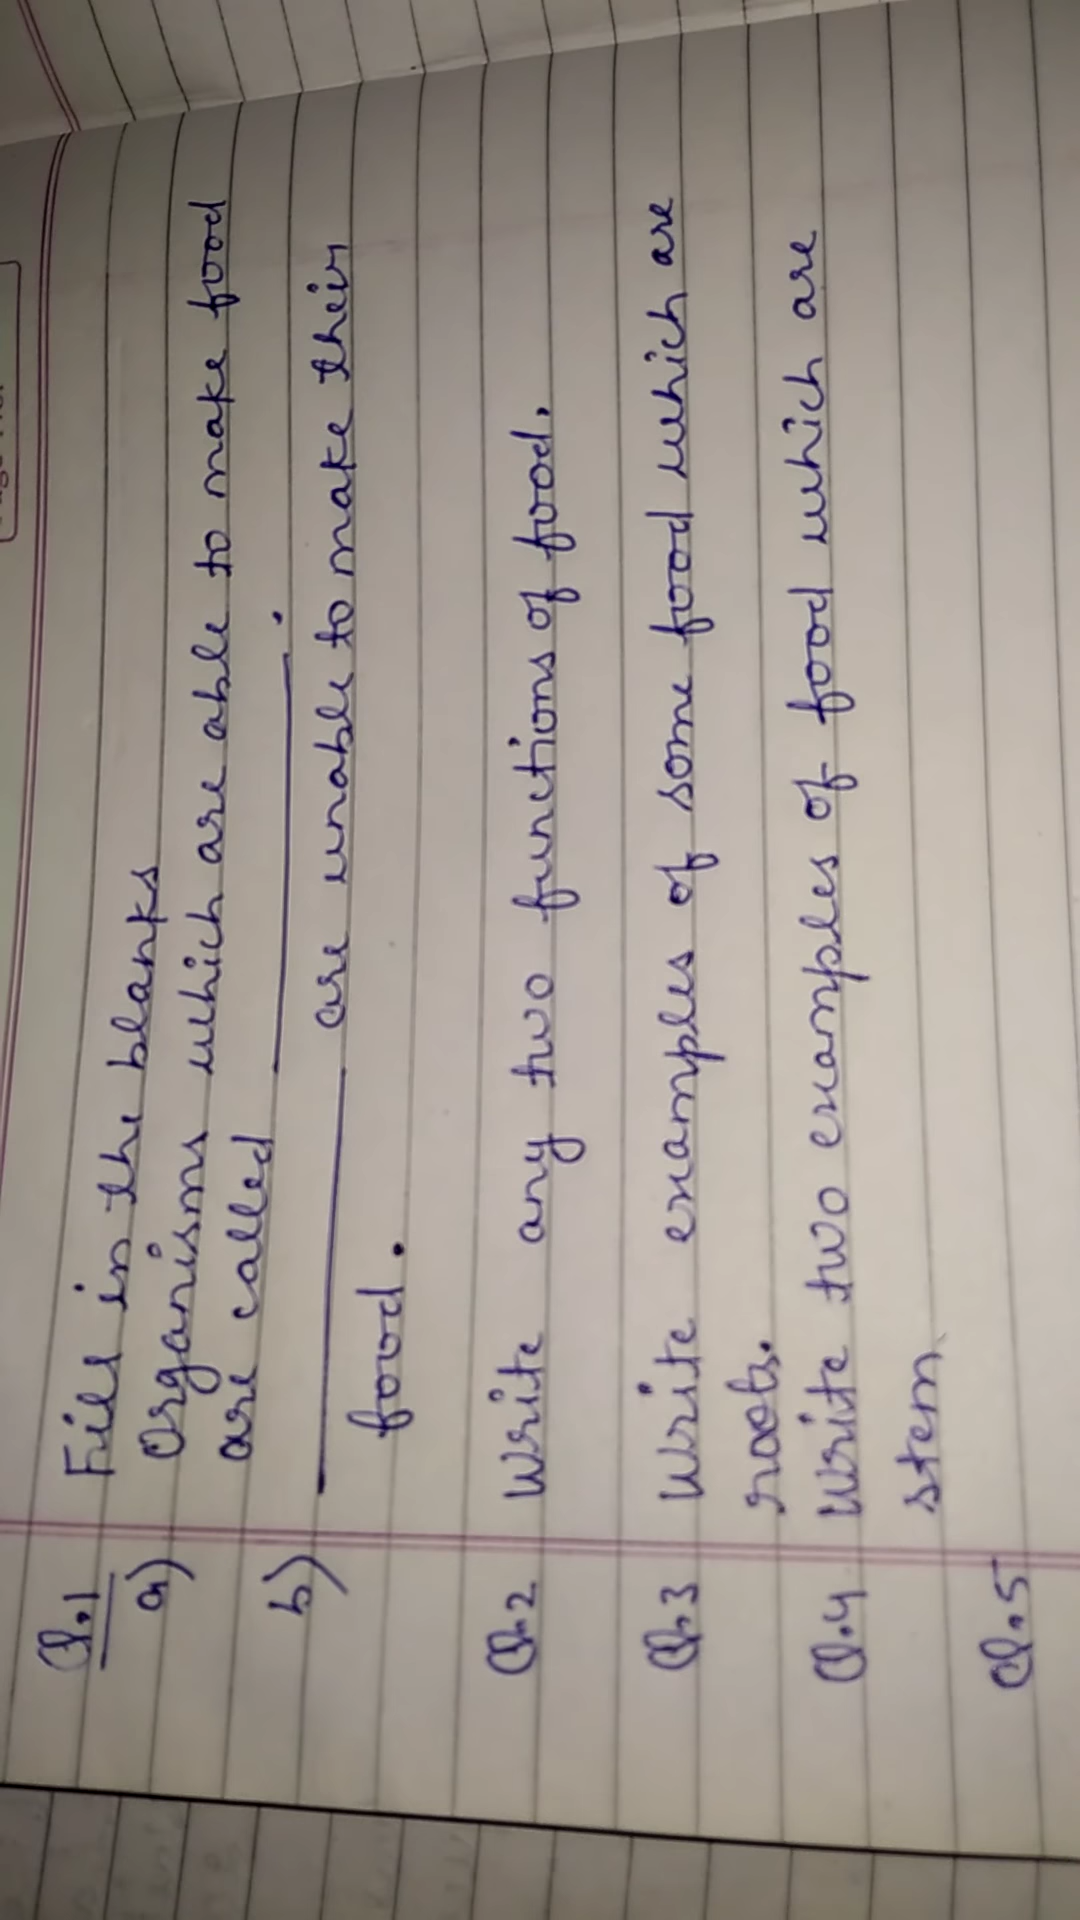 Q.1 Fill in the blanks
a) Organisms which are able to make food
are called ________.
b) ________ are unable to make their
food.
Q.2 Write any two functions of food.
Q.3 Write examples of some food which are
roots.
Q.4 Write two examples of food which are
stem
Q.5